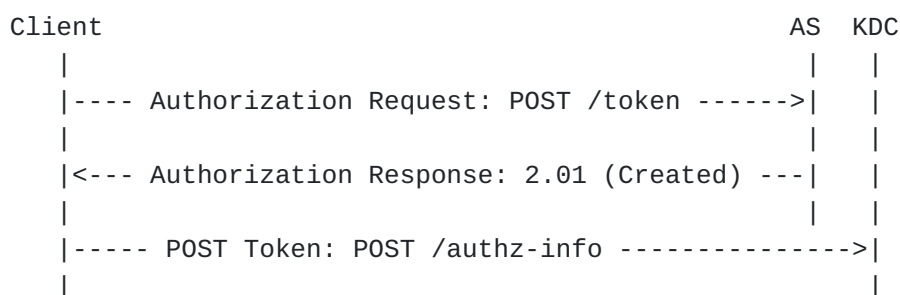 Client                                            AS  KDC
   |                                               |   |
   |---- Authorization Request: POST /token ------>|   |
   |                                               |   |
   |<--- Authorization Response: 2.01 (Created) ---|   |
   |                                               |   |
   |----- POST Token: POST /authz-info --------------->|
   |                                                   |